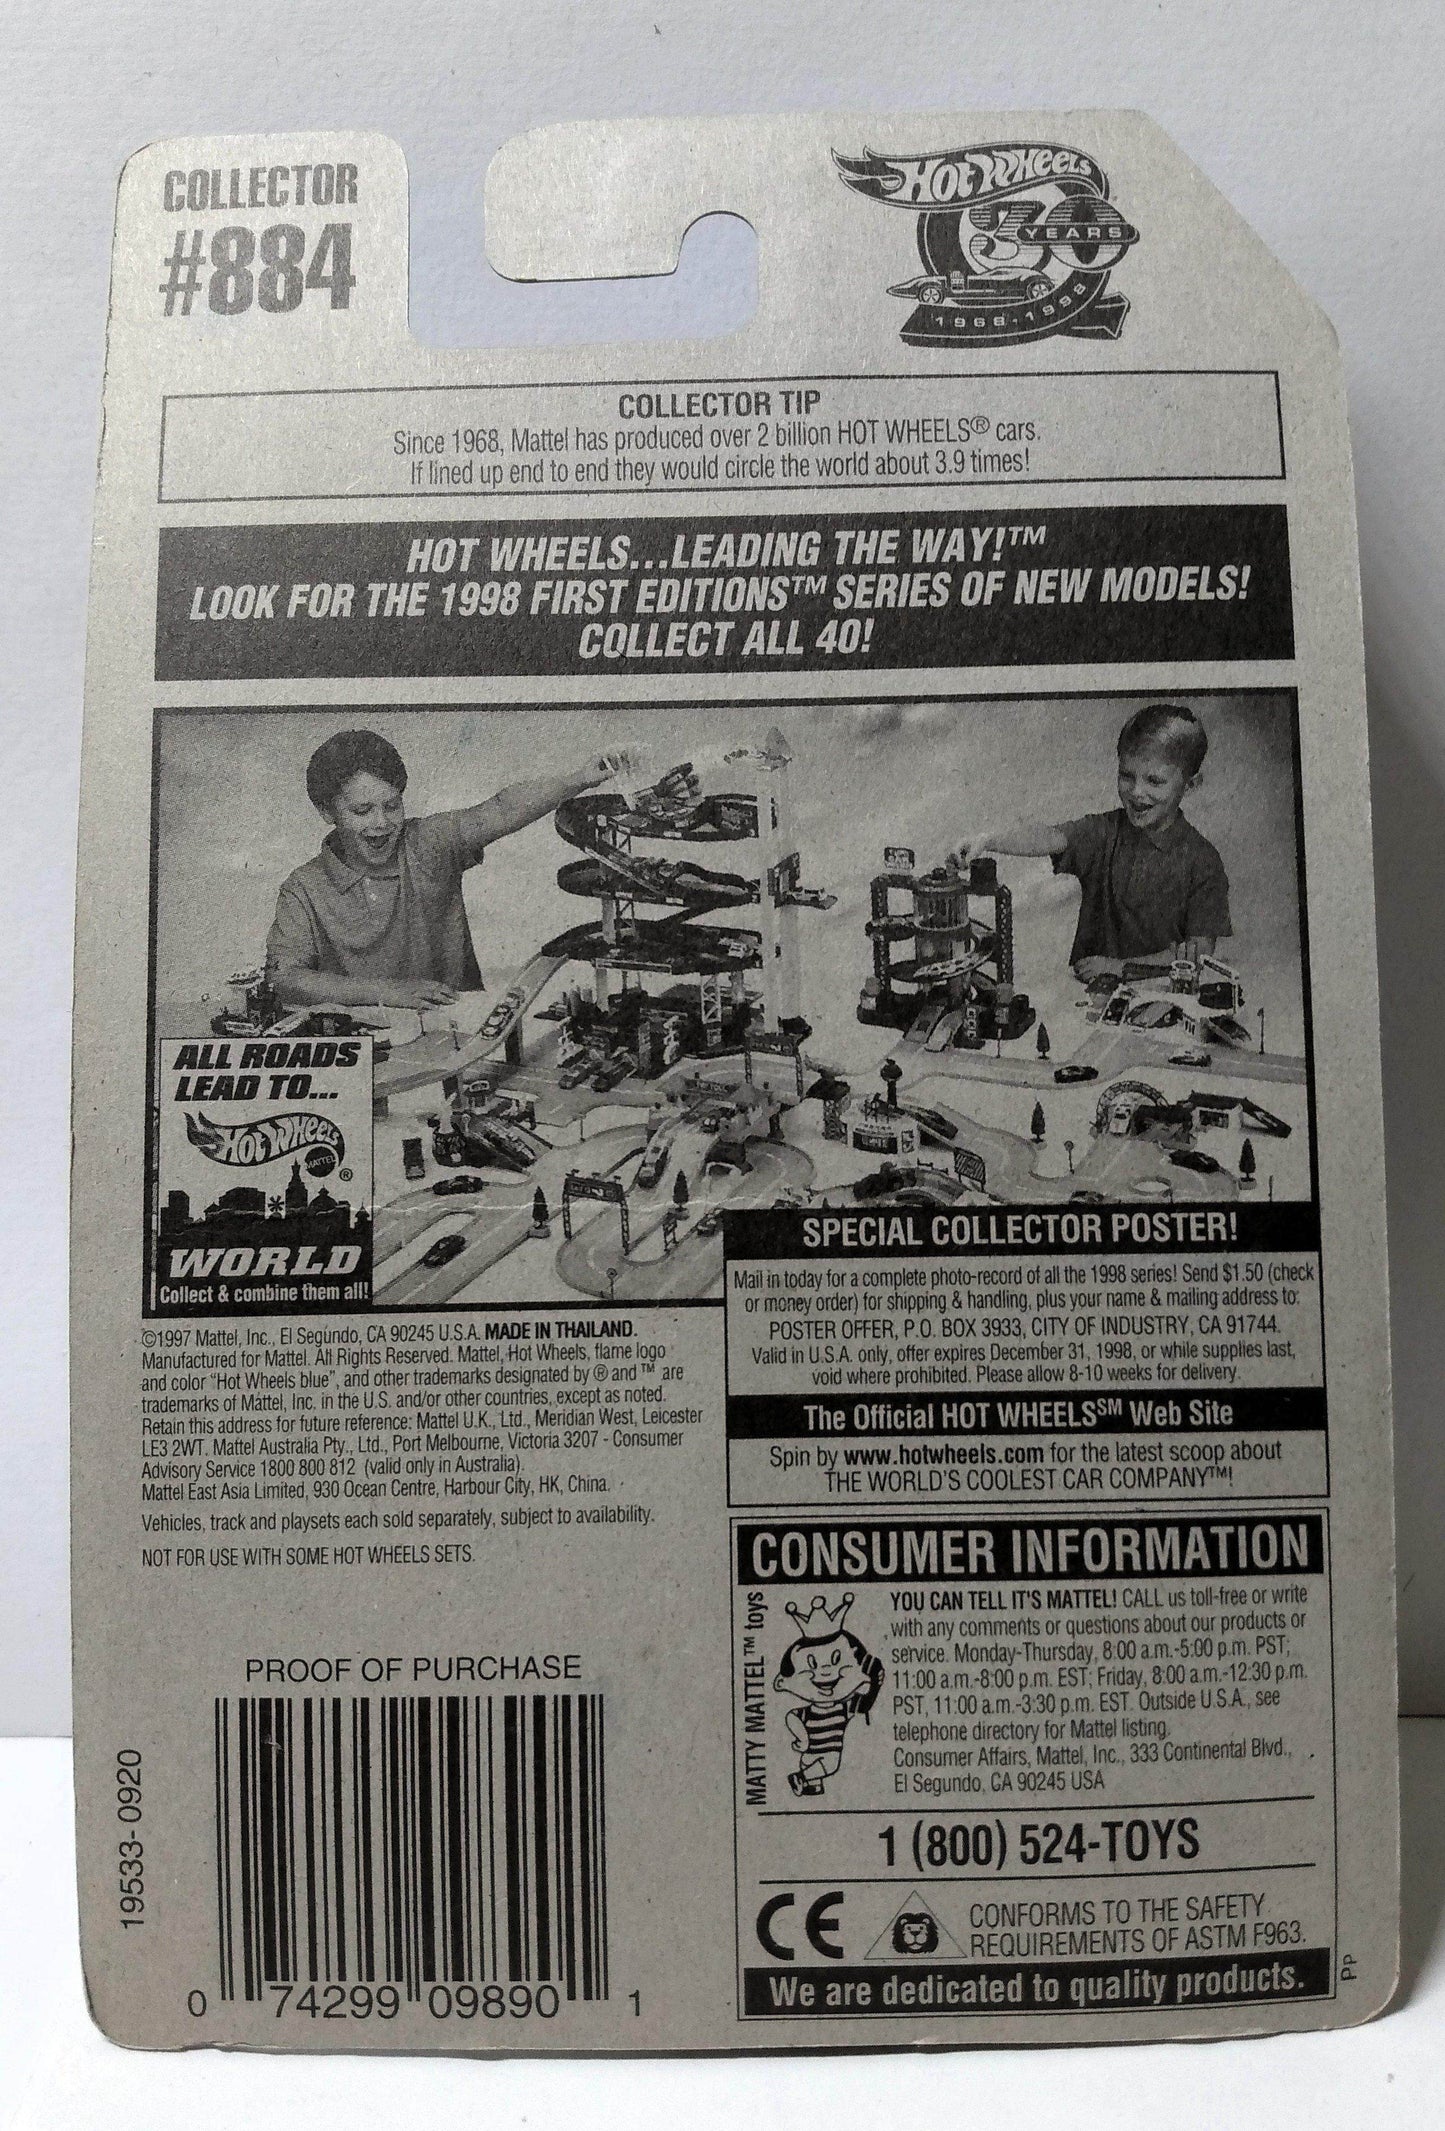 COLLECTOR
#884
HOT WHEELS
30
YEARS
1968-1998
COLLECTOR TIP
Since 1968, Mattel has produced over 2 billion HOT WHEELS® cars.
If lined up end to end they would circle the world about 3.9 times!
HOT WHEELS...LEADING THE WAY!™
LOOK FOR THE 1998 FIRST EDITIONS™ SERIES OF NEW MODELS!
COLLECT ALL 40!
ALL ROADS
LEAD TO...
HOT WHEELS
MATTEL ®
WORLD
Collect & combine them all!
SPECIAL COLLECTOR POSTER!
Mail in today for a complete photo-record of all the 1998 series! Send $1.50 (check
or money order) for shipping & handling, plus your name & mailing address to:
POSTER OFFER, P.O. BOX 3933, CITY OF INDUSTRY, CA 91744.
Valid in U.S.A. only, offer expires December 31, 1998, or while supplies last,
void where prohibited. Please allow 8-10 weeks for delivery.
The Official HOT WHEELS℠ Web Site
Spin by www.hotwheels.com for the latest scoop about
THE WORLD'S COOLEST CAR COMPANY™!
©1997 Mattel, Inc., El Segundo, CA 90245 U.S.A. MADE IN THAILAND.
Manufactured for Mattel. All Rights Reserved. Mattel, Hot Wheels, flame logo
and color "Hot Wheels blue", and other trademarks designated by ® and ™ are
trademarks of Mattel, Inc. in the U.S. and/or other countries, except as noted.
Retain this address for future reference: Mattel U.K., Ltd., Meridian West, Leicester
LE3 2WT. Mattel Australia Pty., Ltd., Port Melbourne, Victoria 3207 - Consumer
Advisory Service 1800 800 812 (valid only in Australia).
Mattel East Asia Limited, 930 Ocean Centre, Harbour City, HK, China.
Vehicles, track and playsets each sold separately, subject to availability.
NOT FOR USE WITH SOME HOT WHEELS SETS.
CONSUMER INFORMATION
MATTY MATTEL™ toys
YOU CAN TELL IT'S MATTEL! CALL us toll-free or write
with any comments or questions about our products or
service. Monday-Thursday, 8:00 a.m.-5:00 p.m. PST;
11:00 a.m.-8:00 p.m. EST; Friday, 8:00 a.m.-12:30 p.m.
PST, 11:00 a.m.-3:30 p.m. EST. Outside U.S.A., see
telephone directory for Mattel listing.
Consumer Affairs, Mattel, Inc., 333 Continental Blvd.,
El Segundo, CA 90245 USA
1 (800) 524-TOYS
CE
CONFORMS TO THE SAFETY
REQUIREMENTS OF ASTM F963.
We are dedicated to quality products.
Pp
PROOF OF PURCHASE
19533-0920
0 74299 09890 1